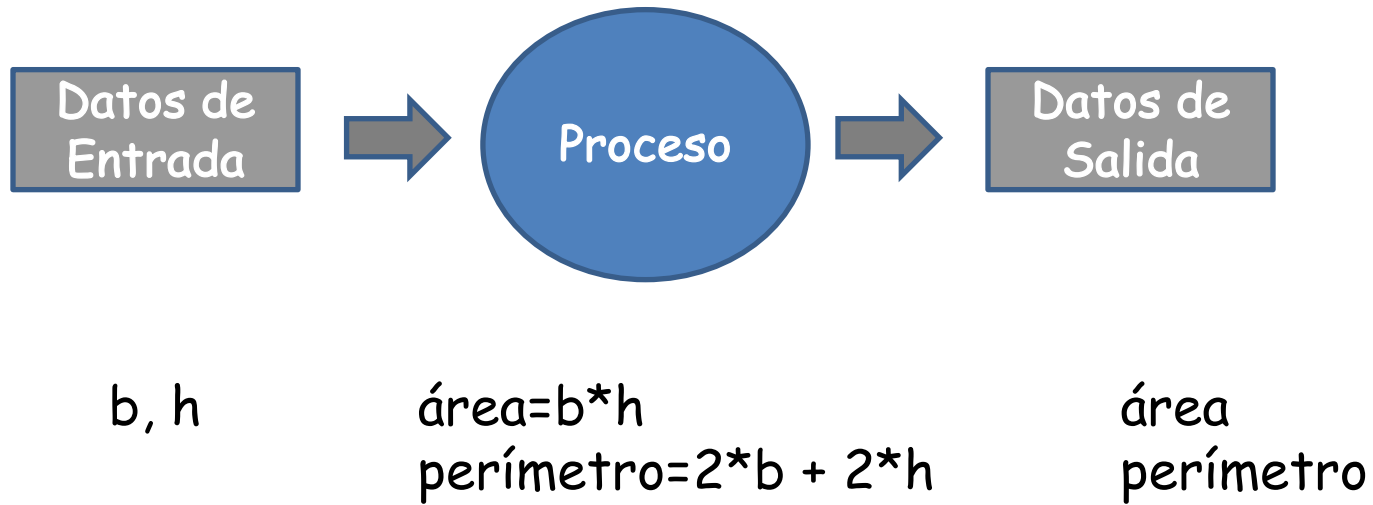 Datos de
Entrada
Proceso
Datos de
Salida
b, h
área=b*h
perímetro=2*b + 2*h
área
perímetro